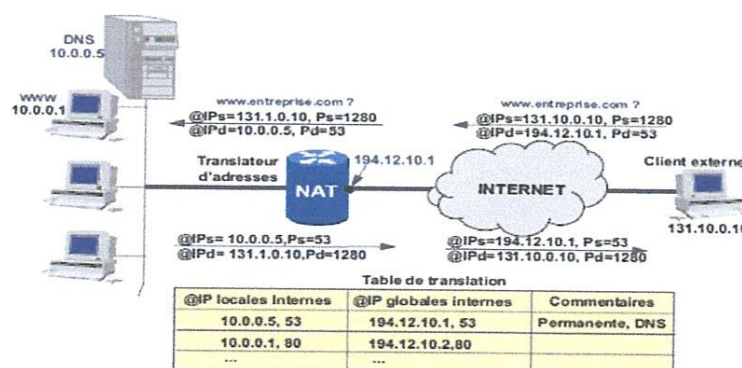 DNS
10.0.0.5
WWW
10.0.0.1
www.entreprise.com ?
@IPs=131.1.0.10, Ps=1280
@IPd=10.0.0.5, Pd=53
www.entreprise.com ?
@IPs=131.10.0.10, Ps=1280
@IPd=194.12.10.1, Pd=53
Translateur
d'adresses
194.12.10.1
NAT
INTERNET
Client externe
131.10.0.10
@IPs= 10.0.0.5,Ps=53
@IPd= 131.1.0.10,Pd=1280
@IPs=194.12.10.1, Ps=53
@IPd=131.10.0.10, Pd=1280
Table de translation
@IP locales Internes @IP globales internes Commentaires
10.0.0.5, 53 194.12.10.1, 53 Permanente, DNS
10.0.0.1, 80 194.12.10.2,80
... ...